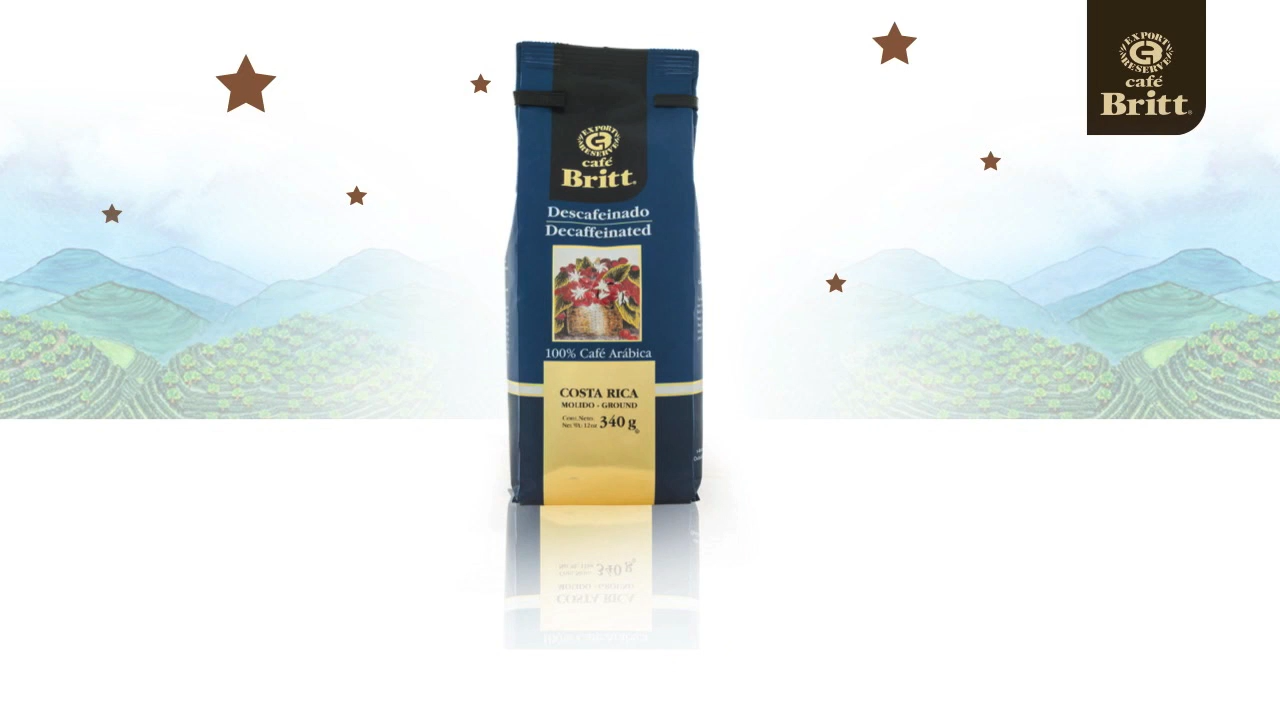 EXPORT
RESERVE
café
Britt
Descafeinado
Decaffeinated
100% Café Arábica
COSTA RICA
MOLIDO - GROUND
Cont. Neto:
Net Wt: 12oz 340 g
EXPORT
RESERVE
café
Britt